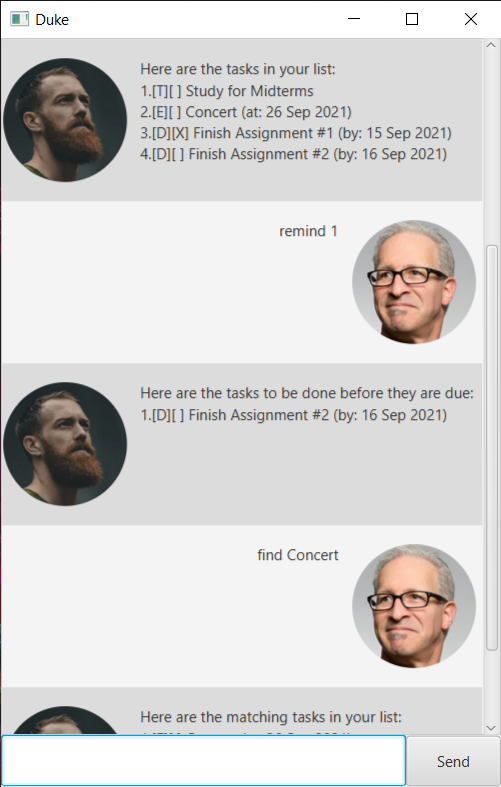 Duke
Here are the tasks in your list:
1.[T][ ] Study for Midterms
2.[E][ ] Concert (at: 26 Sep 2021)
3.[D][X] Finish Assignment #1 (by: 15 Sep 2021)
4.[D][ ] Finish Assignment #2 (by: 16 Sep 2021)
remind 1
Here are the tasks to be done before they are due:
1.[D][ ] Finish Assignment #2 (by: 16 Sep 2021)
find Concert
Here are the matching tasks in your list:
Send